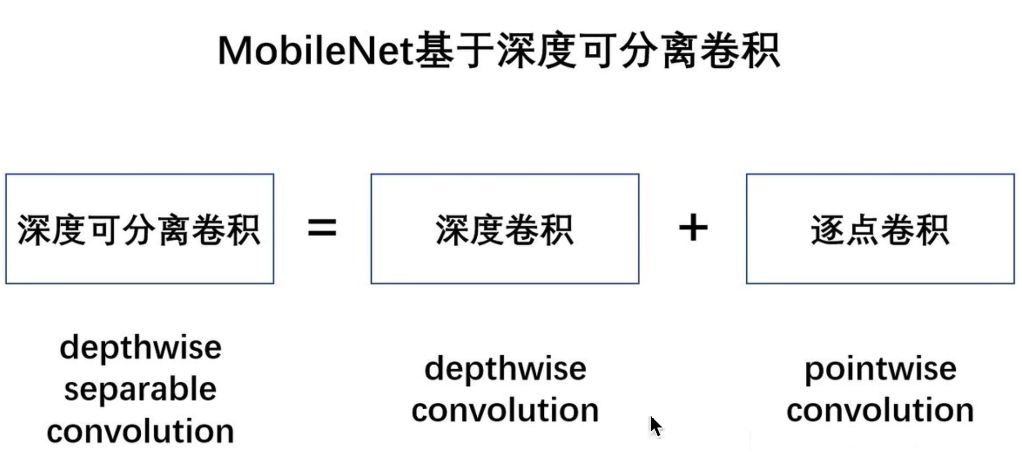 MobileNet基于深度可分离卷积
深度可分离卷积 = 深度卷积 + 逐点卷积
depthwise
separable
convolution
depthwise
convolution
pointwise
convolution